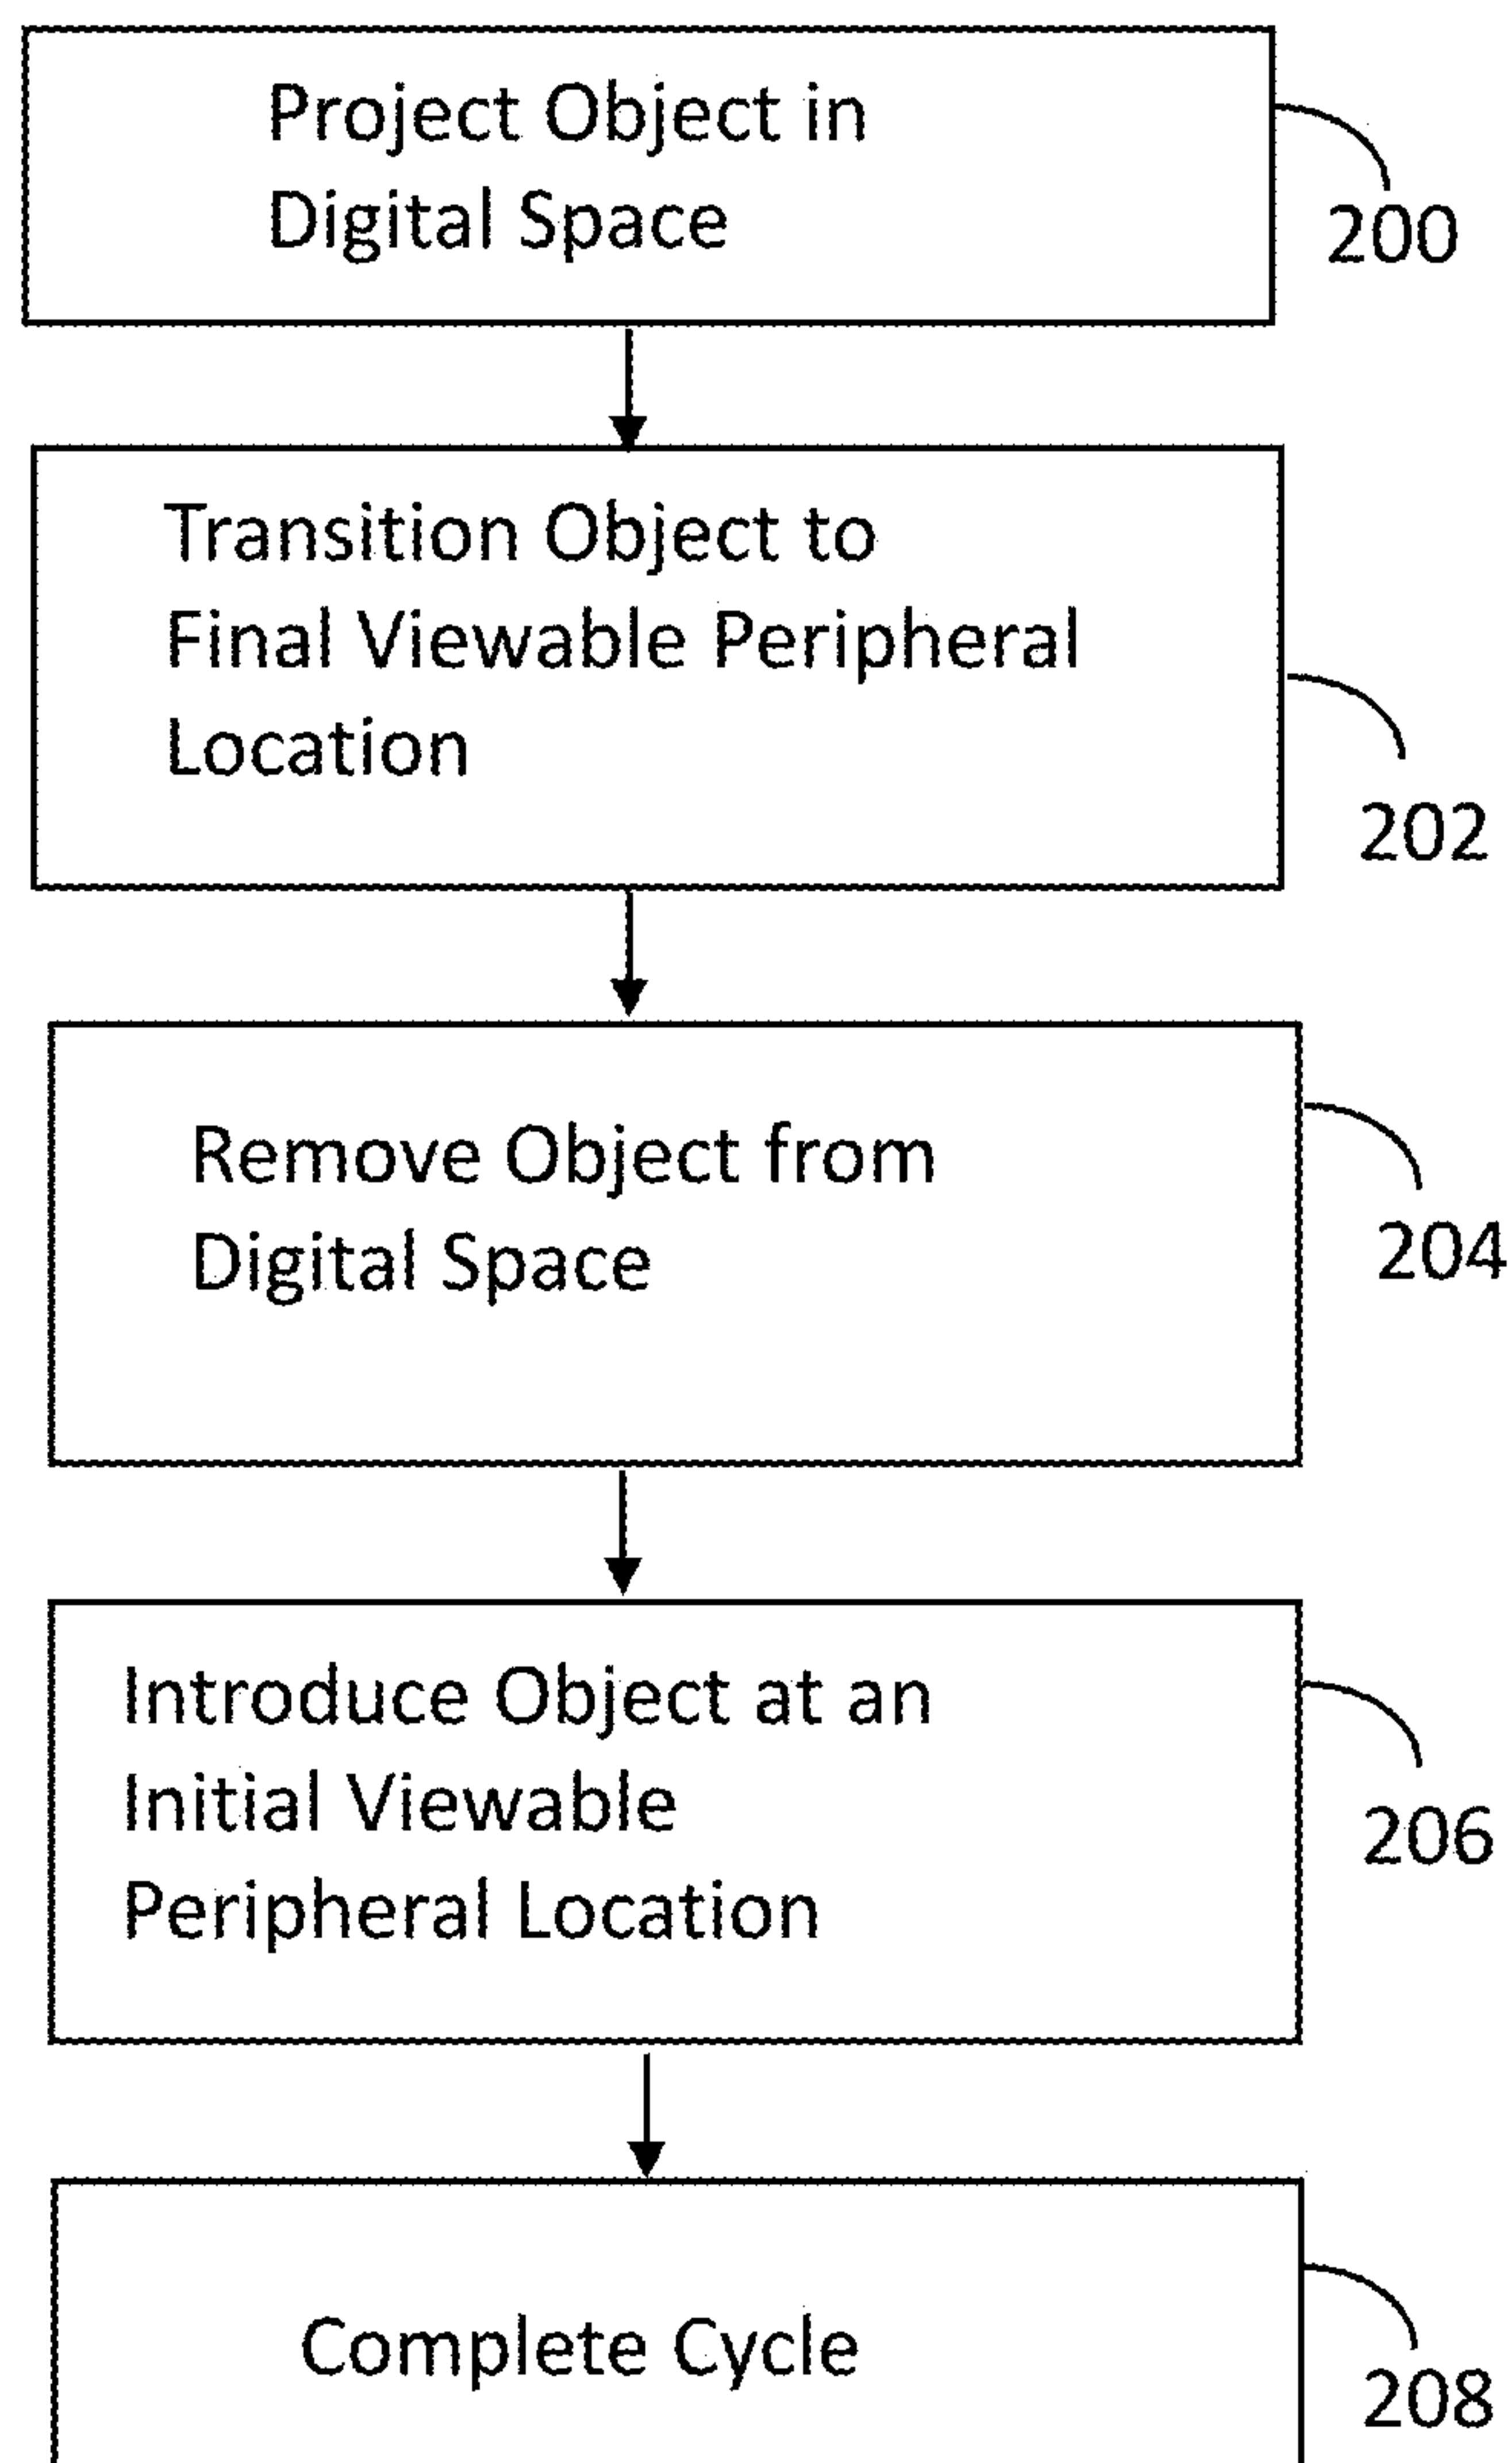 Project Object in
Digital Space
200
Transition Object to
Final Viewable Peripheral
Location
202
Remove Object from
Digital Space
204
Introduce Object at an
Initial Viewable
Peripheral Location
206
Complete Cycle
208